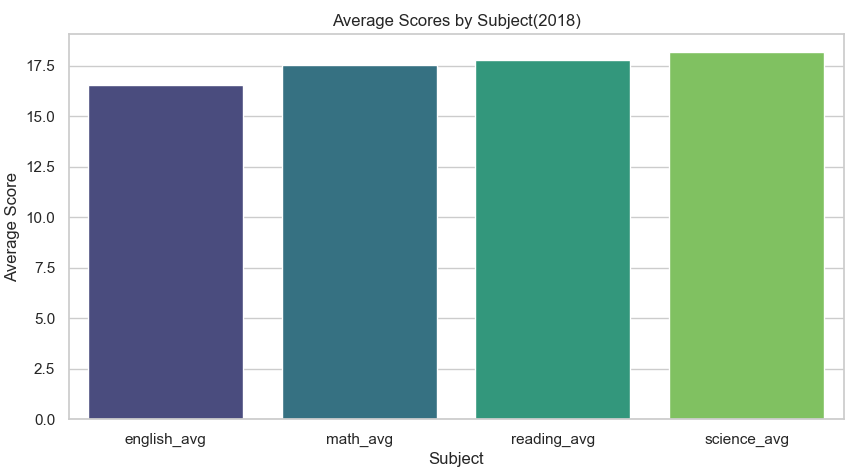 Average Scores by Subject(2018)
Average Score
17.5
15.0
12.5
10.0
7.5
5.0
2.5
0.0
english_avg
math_avg
reading_avg
science_avg
Subject